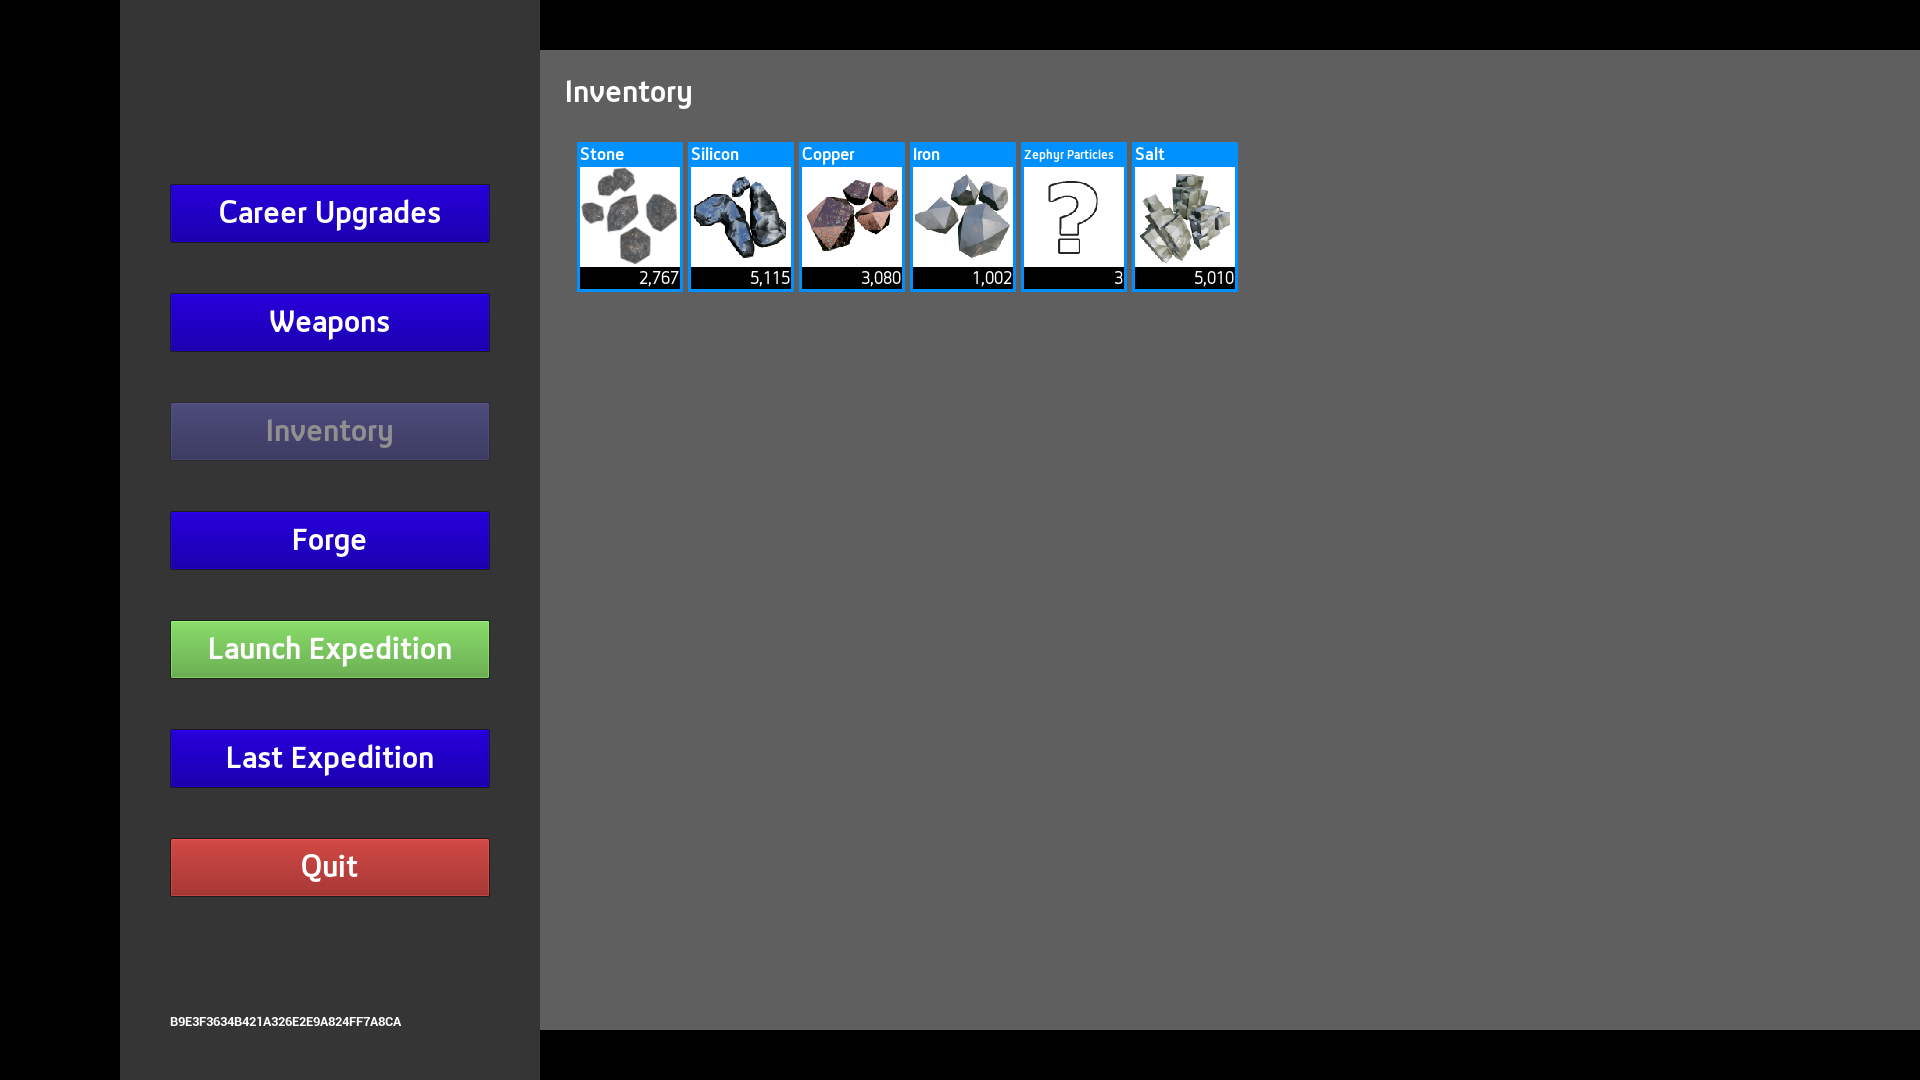 Career Upgrades
Weapons
Inventory
Forge
Launch Expedition
Last Expedition
Quit
B9E3F3634B421A326E2E9A824FF7A8CA
Inventory
Stone Silicon Copper Iron Zephyr Particles Salt
?
2,767 5,115 3,080 1,002 3 5,010